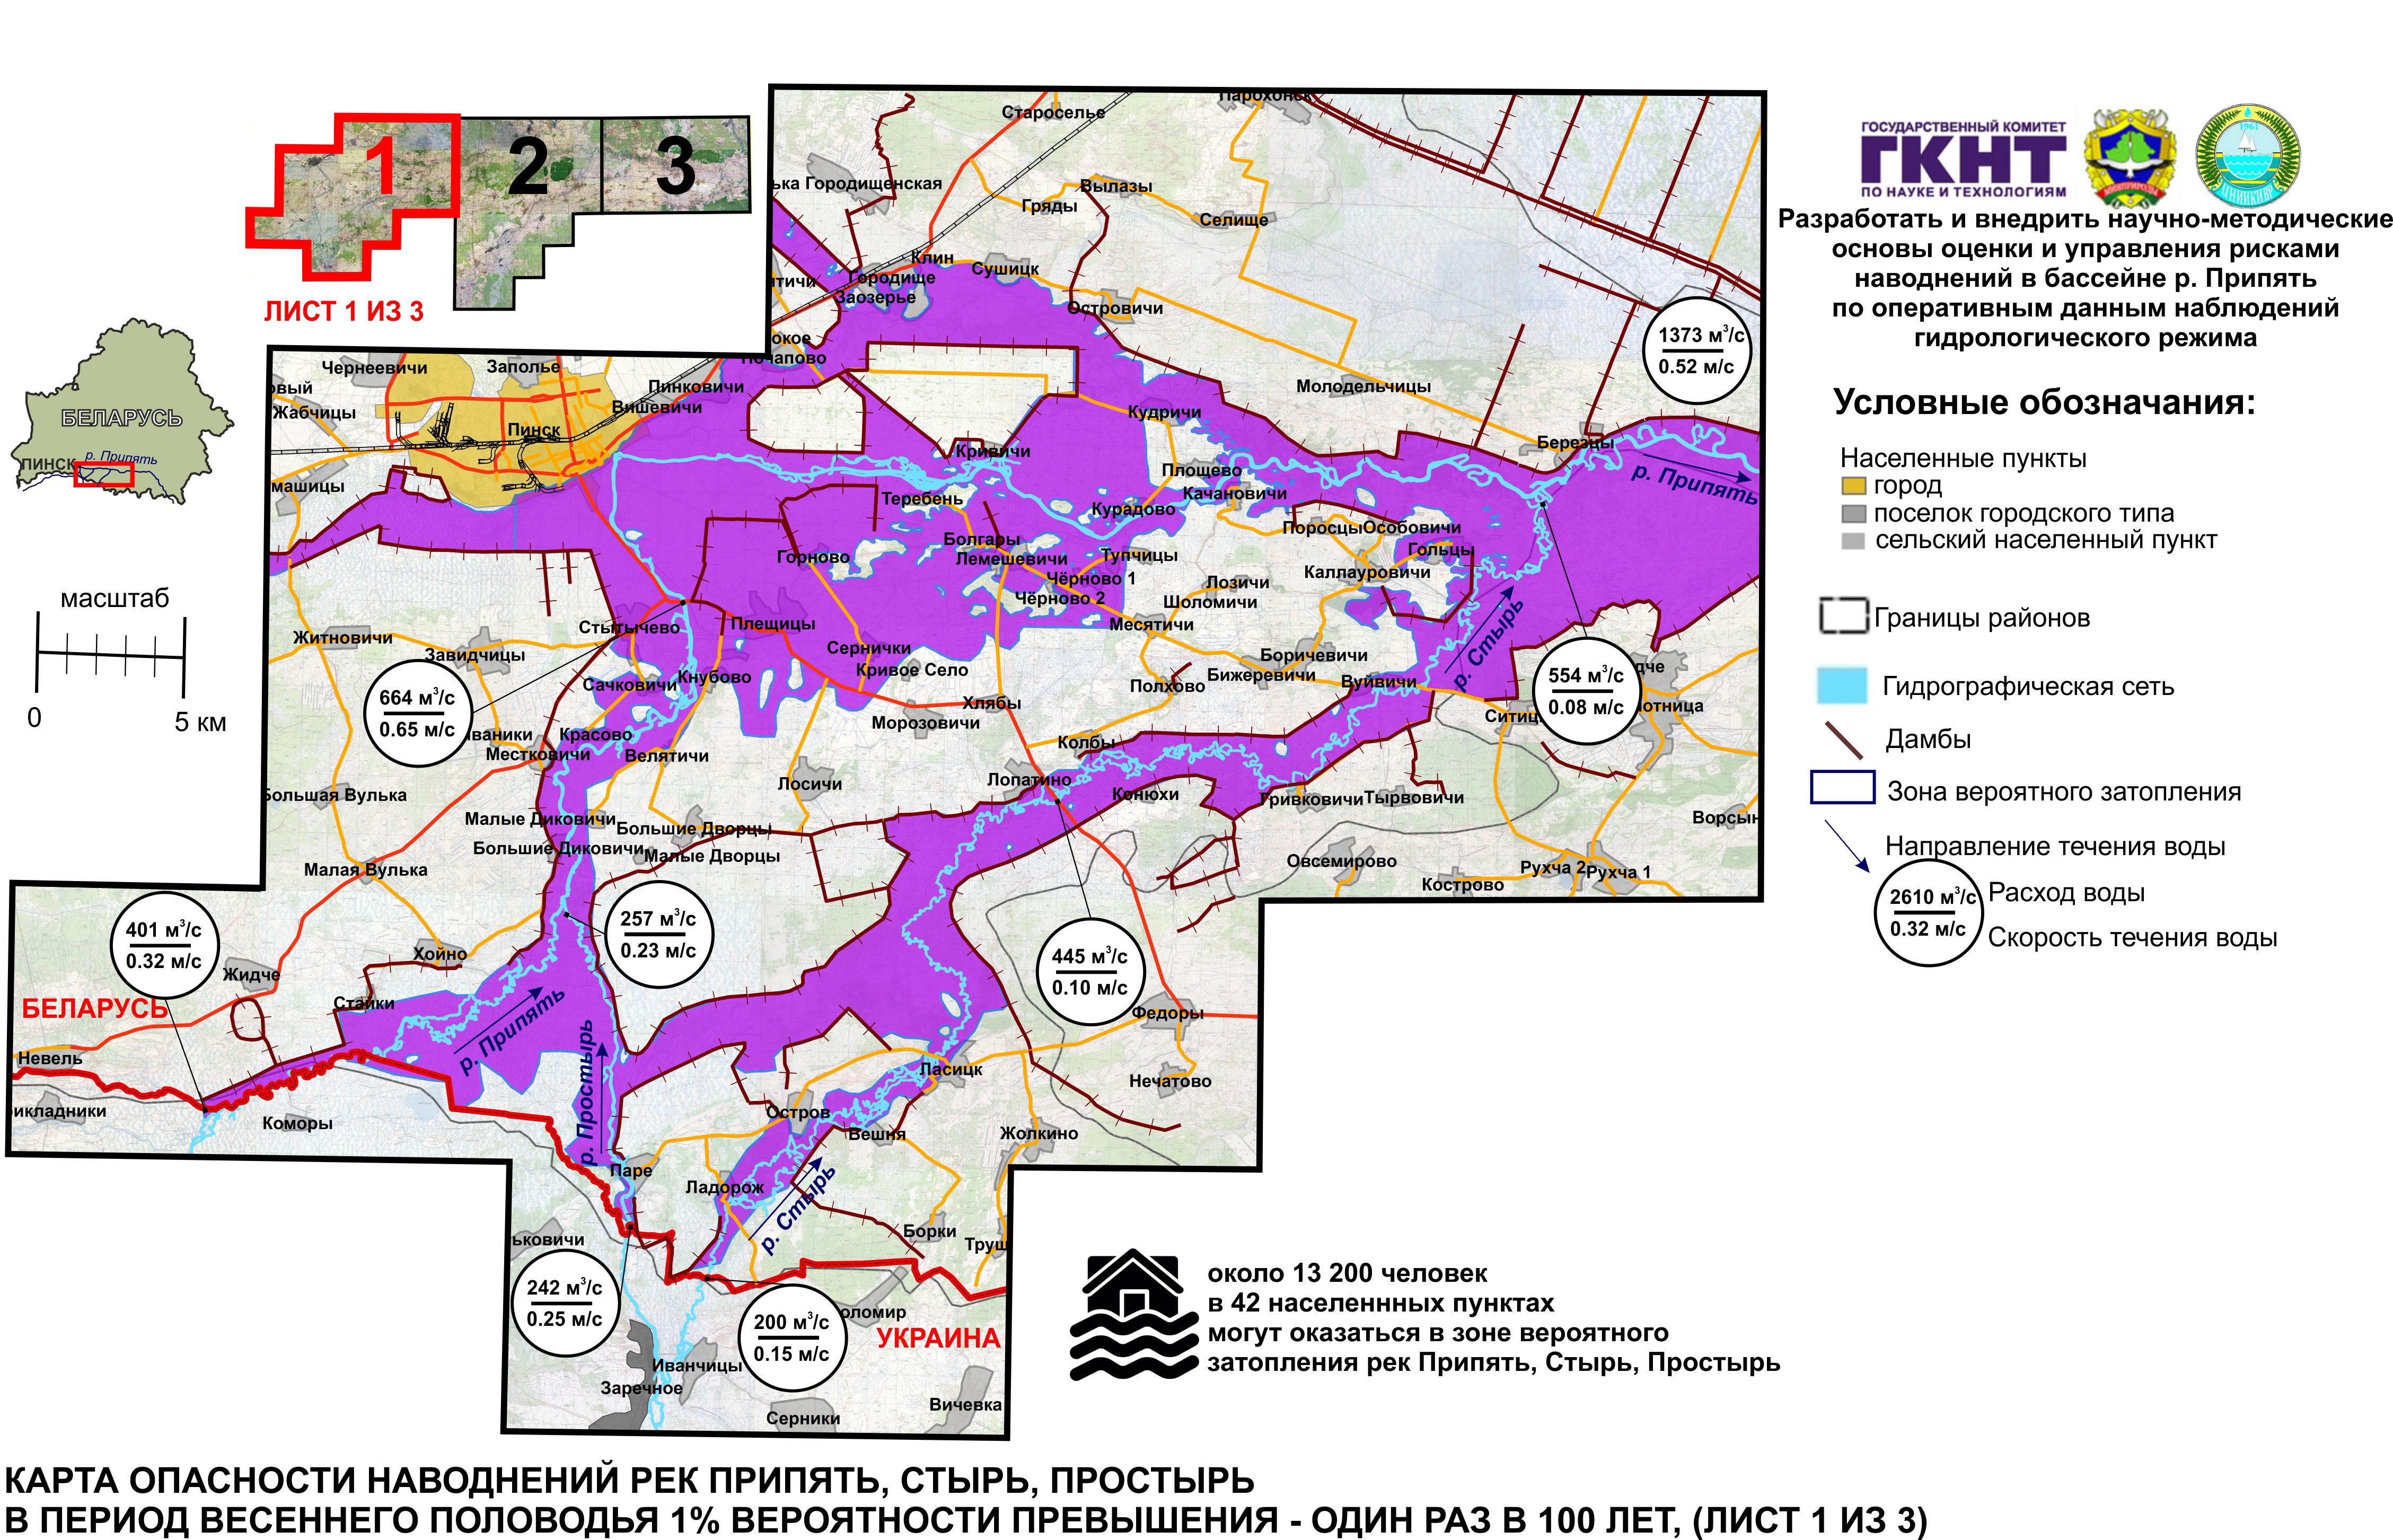 1
2
3
ЛИСТ 1 ИЗ 3
БЕЛАРУСЬ
ПИНСК
р. Припять
масштаб
0
5 км
ГОСУДАРСТВЕННЫЙ КОМИТЕТ
ГКНТ
ПО НАУКЕ И ТЕХНОЛОГИЯМ
МИНПРИРОДЫ
1961
ЦНИИКИВР
Разработать и внедрить научно-методические
основы оценки и управления рисками
наводнений в бассейне р. Припять
по оперативным данным наблюдений
гидрологического режима
Условные обозначания:
Населенные пункты
город
поселок городского типа
сельский населенный пункт
Границы районов
Гидрографическая сеть
Дамбы
Зона вероятного затопления
Направление течения воды
2610 м³/с
0.32 м/с
Расход воды
Скорость течения воды
Парохонск
Староселье
ька Городищенская
Вылазы
Гряды
Селище
Клин
Сушицк
Городище
Заозерье
нтичи
Островичи
1373 м³/с
0.52 м/с
окое
Почапово
Чернеевичи
Заполье
Пинковичи
Молодельчицы
овый
Жабчицы
Вишевичи
Кудричи
Пинск
Березцы
Кривичи
Площево
р. Припять
машицы
Теребень
Качановичи
Курадово
Поросцы
Особовичи
Болгары
Горново
Лемешевичи
Тупчицы
Гольцы
Чёрново 1
Каллауровичи
Лозичи
Чёрново 2
Шоломичи
Стытычево
Плещицы
Месятичи
р. Стырь
Житновичи
Завидчицы
Сернички
Боричевичи
Кривое Село
Сачковичи
Кнубово
Бижеревичи
Вуйвичи
дче
554 м³/с
0.08 м/с
Полхово
664 м³/с
0.65 м/с
Хлябы
Морозовичи
Ситиц
лотница
Иваники
Красово
Местковичи
Велятичи
Колбы
Лосичи
Лопатино
Конюхи
Гривковичи
Тырвовичи
Большая Вулька
Ворсын
Малые Диковичи
Большие Дворцы
Большие Диковичи
Малые Дворцы
Малая Вулька
Овсемирово
Кострово
Рухча 2
Рухча 1
401 м³/с
0.32 м/с
257 м³/с
0.23 м/с
445 м³/с
0.10 м/с
Хойно
Жидче
Стайки
БЕЛАРУСЬ
р. Припять
Федоры
Невель
р. Простырь
Ласицк
Нечатово
икладники
Коморы
Остров
Вешня
Жолкино
Паре
Ладорож
р. Стырь
Борки
Труш
ьковичи
242 м³/с
0.25 м/с
200 м³/с
0.15 м/с
оломир
УКРАИНА
Иванчицы
Заречное
Серники
Вичевка
около 13 200 человек
в 42 населеннных пунктах
могут оказаться в зоне вероятного
затопления рек Припять, Стырь, Простырь
КАРТА ОПАСНОСТИ НАВОДНЕНИЙ РЕК ПРИПЯТЬ, СТЫРЬ, ПРОСТЫРЬ
В ПЕРИОД ВЕСЕННЕГО ПОЛОВОДЬЯ 1% ВЕРОЯТНОСТИ ПРЕВЫШЕНИЯ - ОДИН РАЗ В 100 ЛЕТ, (ЛИСТ 1 ИЗ 3)